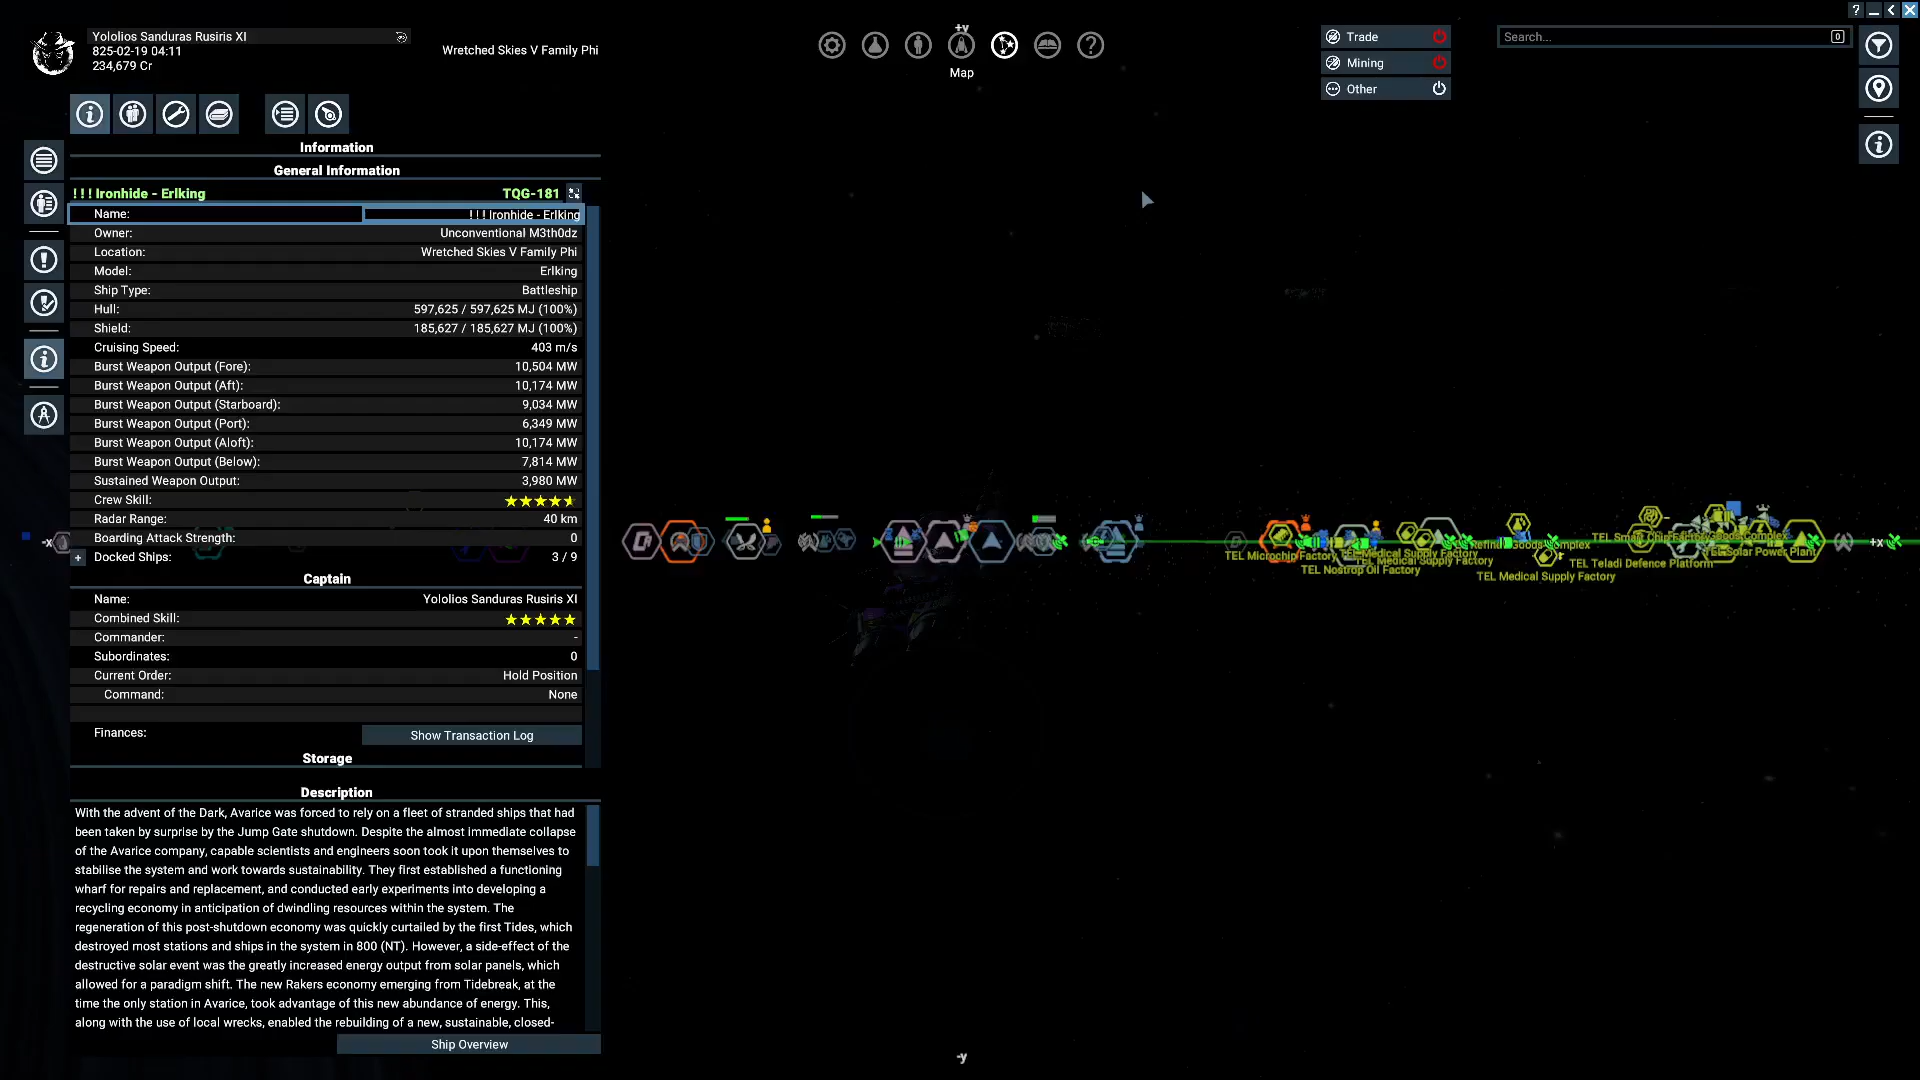 Yololios Sanduras Rusiris XI
825-02-19 04:11
234,679 Cr
Wretched Skies V Family Phi
+y
Map
Trade
Mining
Other
Search...
0
?
Information
General Information
! ! ! Ironhide - Erlking TQG-181
Name: ! ! ! Ironhide - Erlking
Owner: Unconventional M3th0dz
Location: Wretched Skies V Family Phi
Model: Erlking
Ship Type: Battleship
Hull: 597,625 / 597,625 MJ (100%)
Shield: 185,627 / 185,627 MJ (100%)
Cruising Speed: 403 m/s
Burst Weapon Output (Fore): 10,504 MW
Burst Weapon Output (Aft): 10,174 MW
Burst Weapon Output (Starboard): 9,034 MW
Burst Weapon Output (Port): 6,349 MW
Burst Weapon Output (Aloft): 10,174 MW
Burst Weapon Output (Below): 7,814 MW
Sustained Weapon Output: 3,980 MW
Crew Skill:
Radar Range: 40 km
Boarding Attack Strength: 0
+ Docked Ships: 3 / 9
Captain
Name: Yololios Sanduras Rusiris XI
Combined Skill:
Commander: -
Subordinates: 0
Current Order: Hold Position
Command: None
Finances: Show Transaction Log
Storage
Description
With the advent of the Dark, Avarice was forced to rely on a fleet of stranded ships that had
been taken by surprise by the Jump Gate shutdown. Despite the almost immediate collapse
of the Avarice company, capable scientists and engineers soon took it upon themselves to
stabilise the system and work towards sustainability. They first established a functioning
wharf for repairs and replacement, and conducted early experiments into developing a
recycling economy in anticipation of dwindling resources within the system. The
regeneration of this post-shutdown economy was quickly curtailed by the first Tides, which
destroyed most stations and ships in the system in 800 (NT). However, a side-effect of the
destructive solar event was the greatly increased energy output from solar panels, which
allowed for a paradigm shift. The new Rakers economy emerging from Tidebreak, at the
time the only station in Avarice, took advantage of this new abundance of energy. This,
along with the use of local wrecks, enabled the rebuilding of a new, sustainable, closed-
Ship Overview
-x
+x
-y
TEL Microchip Factory
TEL Nostrop Oil Factory
TEL Medical Supply Factory
TEL Medical Supply Factory
TEL Medical Supply Factory
TEL Teladi Defence Platform
TEL Solar Power Plant